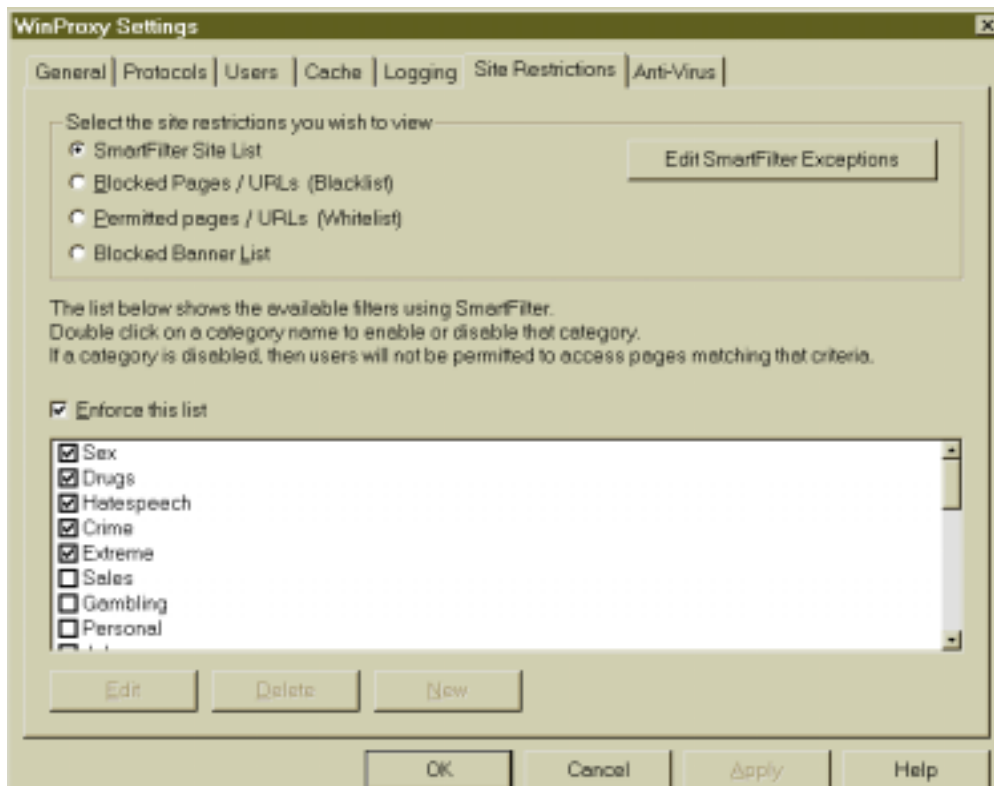 WinProxy Settings
General Protocols Users Cache Logging Site Restrictions Anti-Virus
Select the site restrictions you wish to view
SmartFilter Site List
Edit SmartFilter Exceptions
Blocked Pages / URLs (Blacklist)
Permitted pages / URLs (Whitelist)
Blocked Banner List
The list below shows the available filters using SmartFilter.
Double click on a category name to enable or disable that category.
If a category is disabled, then users will not be permitted to access pages matching that criteria.
Enforce this list
Sex
Drugs
Hatespeech
Crime
Extreme
Sales
Gambling
Personal
Edit Delete New
OK Cancel Apply Help